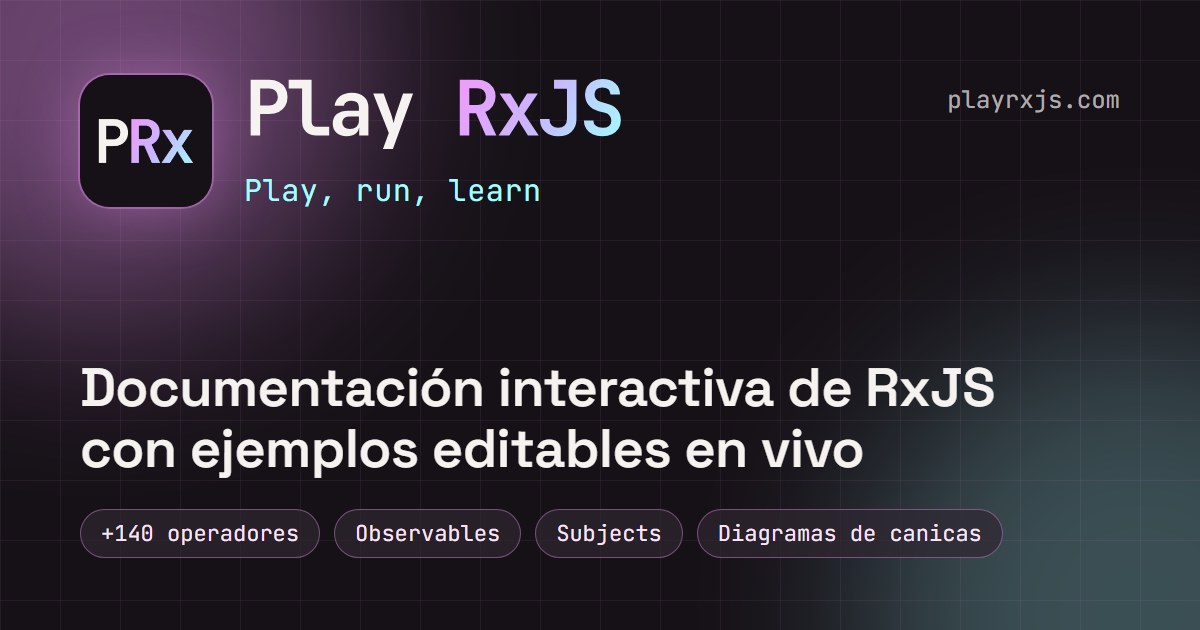 PRx
Play RxJS
playrxjs.com
Play, run, learn
Documentación interactiva de RxJS
con ejemplos editables en vivo
+140 operadores
Observables
Subjects
Diagramas de canicas